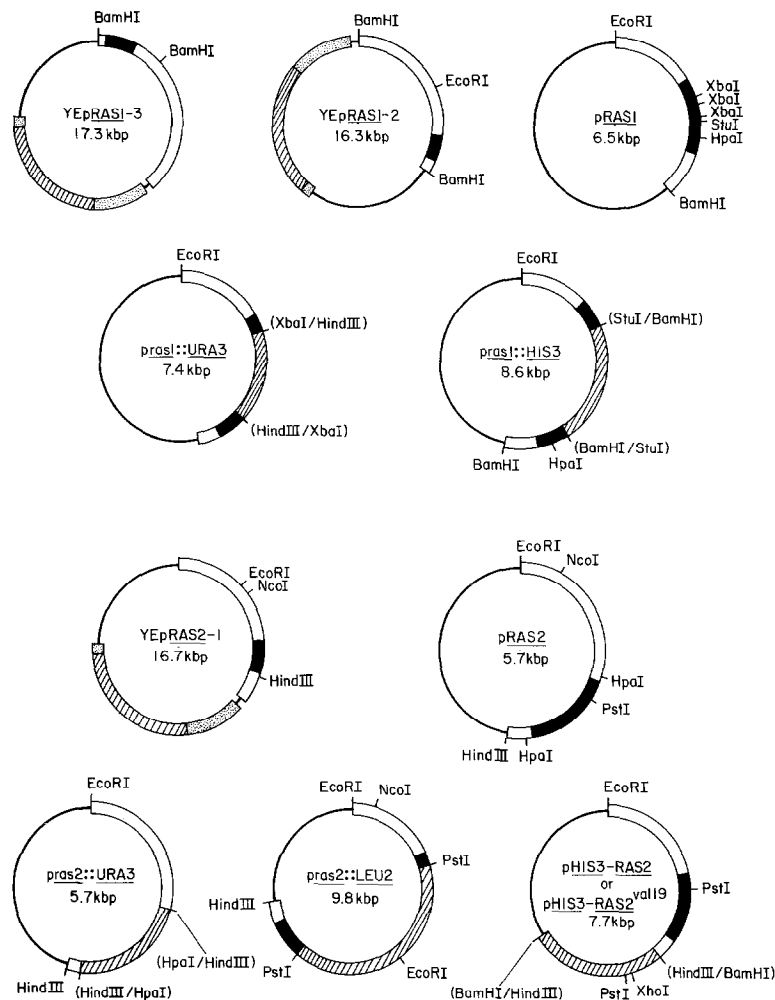 BamHI
BamHI
YEpRAS1-3
17.3 kbp
BamHI
EcoRI
YEpRAS1-2
16.3 kbp
BamHI
EcoRI
XbaI
XbaI
XbaI
StuI
HpaI
pRAS1
6.5 kbp
BamHI
EcoRI
(XbaI/HindIII)
pras1::URA3
7.4 kbp
(HindIII/XbaI)
EcoRI
(StuI/BamHI)
pras1::HIS3
8.6 kbp
(BamHI/StuI)
HpaI
BamHI
EcoRI
NcoI
YEpRAS2-1
16.7 kbp
HindIII
EcoRI
NcoI
pRAS2
5.7 kbp
HpaI
PstI
HindIII
HpaI
EcoRI
pras2::URA3
5.7 kbp
(HpaI/HindIII)
HindIII
(HindIII/HpaI)
EcoRI
NcoI
PstI
pras2::LEU2
9.8 kbp
HindIII
PstI
EcoRI
EcoRI
PstI
pHIS3-RAS2
or
pHIS3-RAS2val19
7.7 kbp
(HindIII/BamHI)
XhoI
PstI
(BamHI/HindIII)